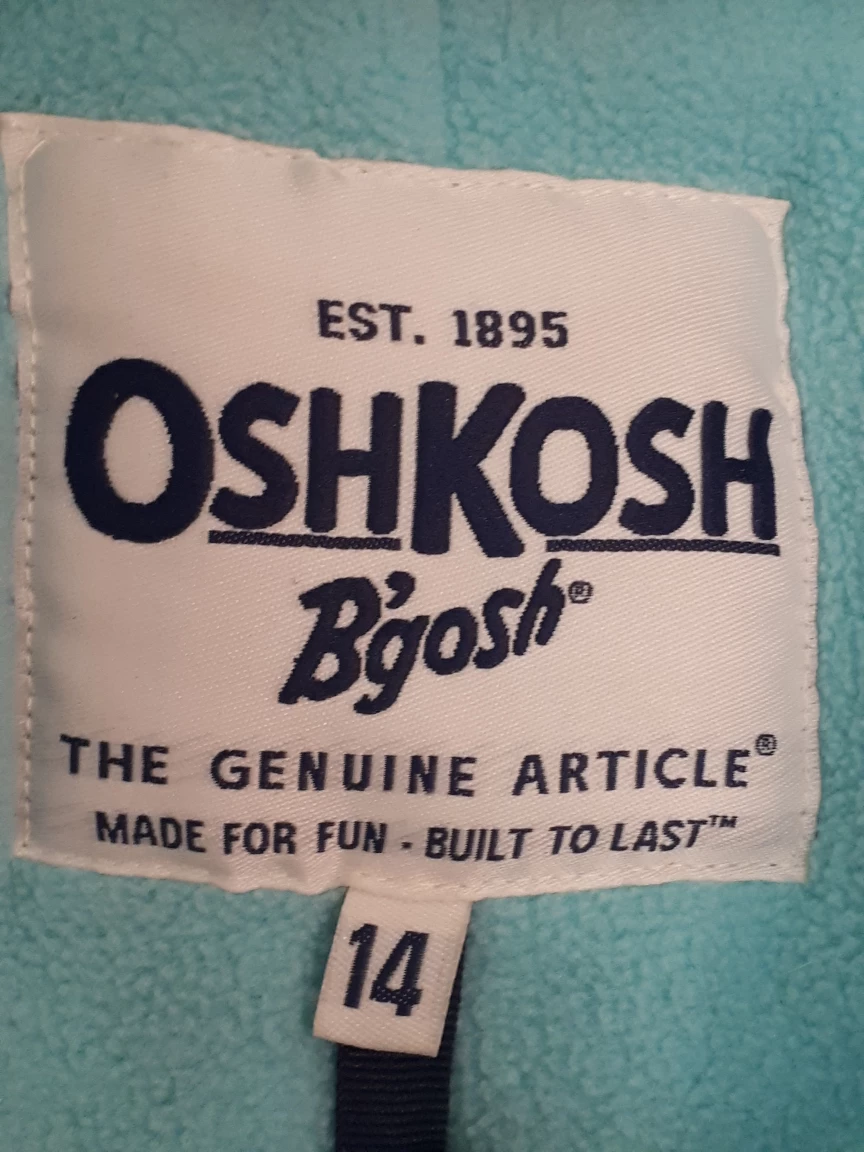 EST. 1895
OSHKOSH
B'gosh®
THE GENUINE ARTICLE®
MADE FOR FUN · BUILT TO LAST™
14